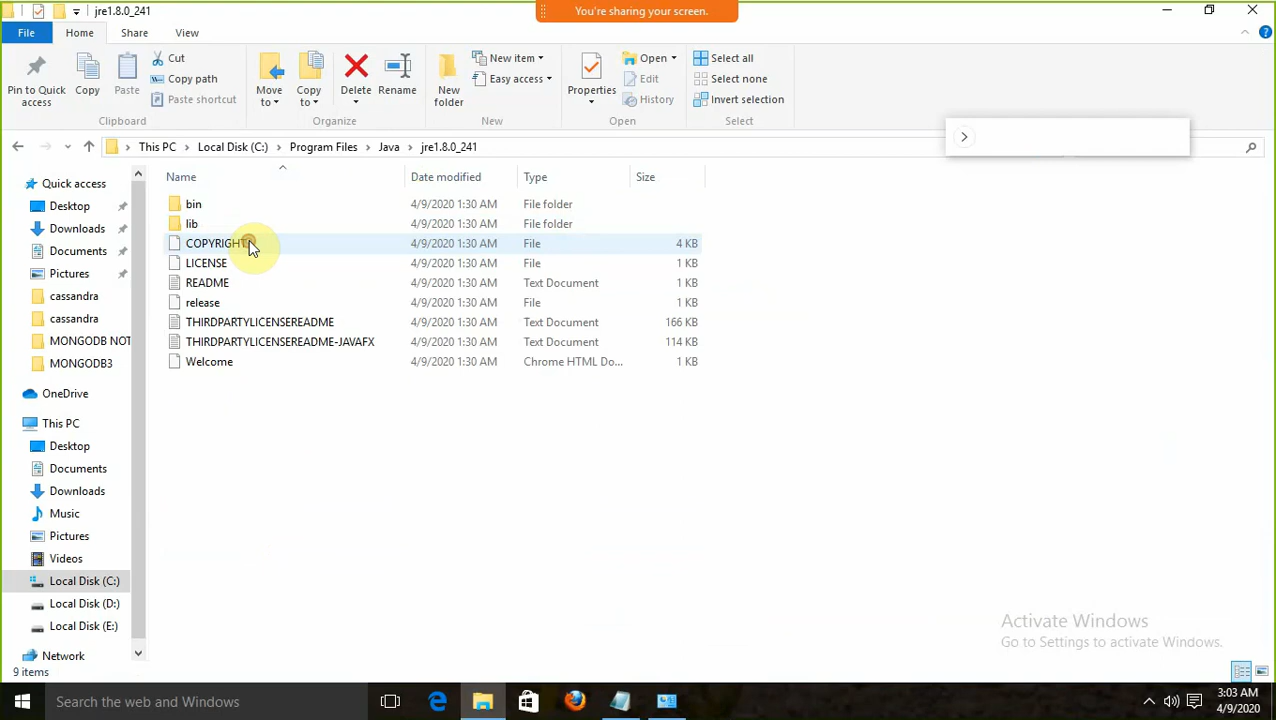 jre1.8.0_241
You're sharing your screen.
File Home Share View
Pin to Quick access
Copy
Paste
Cut
Copy path
Paste shortcut
Clipboard
Move to
Copy to
Delete
Rename
Organize
New folder
New item
Easy access
New
Properties
Open
Edit
History
Open
Select all
Select none
Invert selection
Select
This PC Local Disk (C:) Program Files Java jre1.8.0_241
Quick access
Desktop
Downloads
Documents
Pictures
cassandra
cassandra
MONGODB NOT
MONGODB3
OneDrive
This PC
Desktop
Documents
Downloads
Music
Pictures
Videos
Local Disk (C:)
Local Disk (D:)
Local Disk (E:)
Network
Name Date modified Type Size
bin 4/9/2020 1:30 AM File folder
lib 4/9/2020 1:30 AM File folder
COPYRIGHT 4/9/2020 1:30 AM File 4 KB
LICENSE 4/9/2020 1:30 AM File 1 KB
README 4/9/2020 1:30 AM Text Document 1 KB
release 4/9/2020 1:30 AM File 1 KB
THIRDPARTYLICENSEREADME 4/9/2020 1:30 AM Text Document 166 KB
THIRDPARTYLICENSEREADME-JAVAFX 4/9/2020 1:30 AM Text Document 114 KB
Welcome 4/9/2020 1:30 AM Chrome HTML Do... 1 KB
Activate Windows
Go to Settings to activate Windows.
9 items
Search the web and Windows
3:03 AM
4/9/2020